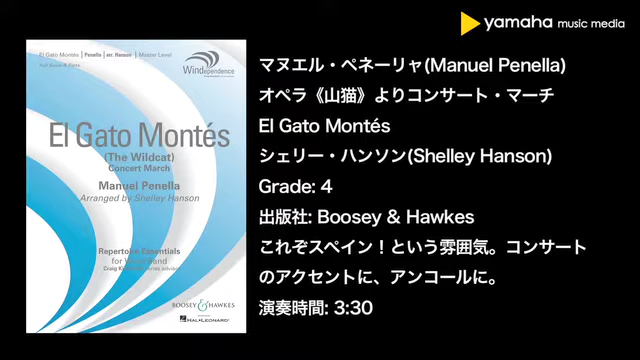 yamaha music media
El Gato Montés | Penella | arr. Hanson | Master Level
Windependence
El Gato Montés
(The Wildcat)
Concert March
Manuel Penella
Arranged by Shelley Hanson
Repertoire Essentials
for Band
BOOSEY & HAWKES
HAL•LEONARD
マヌエル・ペネーリャ(Manuel Penella)
オペラ《山猫》よりコンサート・マーチ
El Gato Montés
シェリー・ハンソン(Shelley Hanson)
Grade: 4
出版社: Boosey & Hawkes
これぞスペイン！という雰囲気。コンサート
のアクセントに、アンコールに。
演奏時間: 3:30